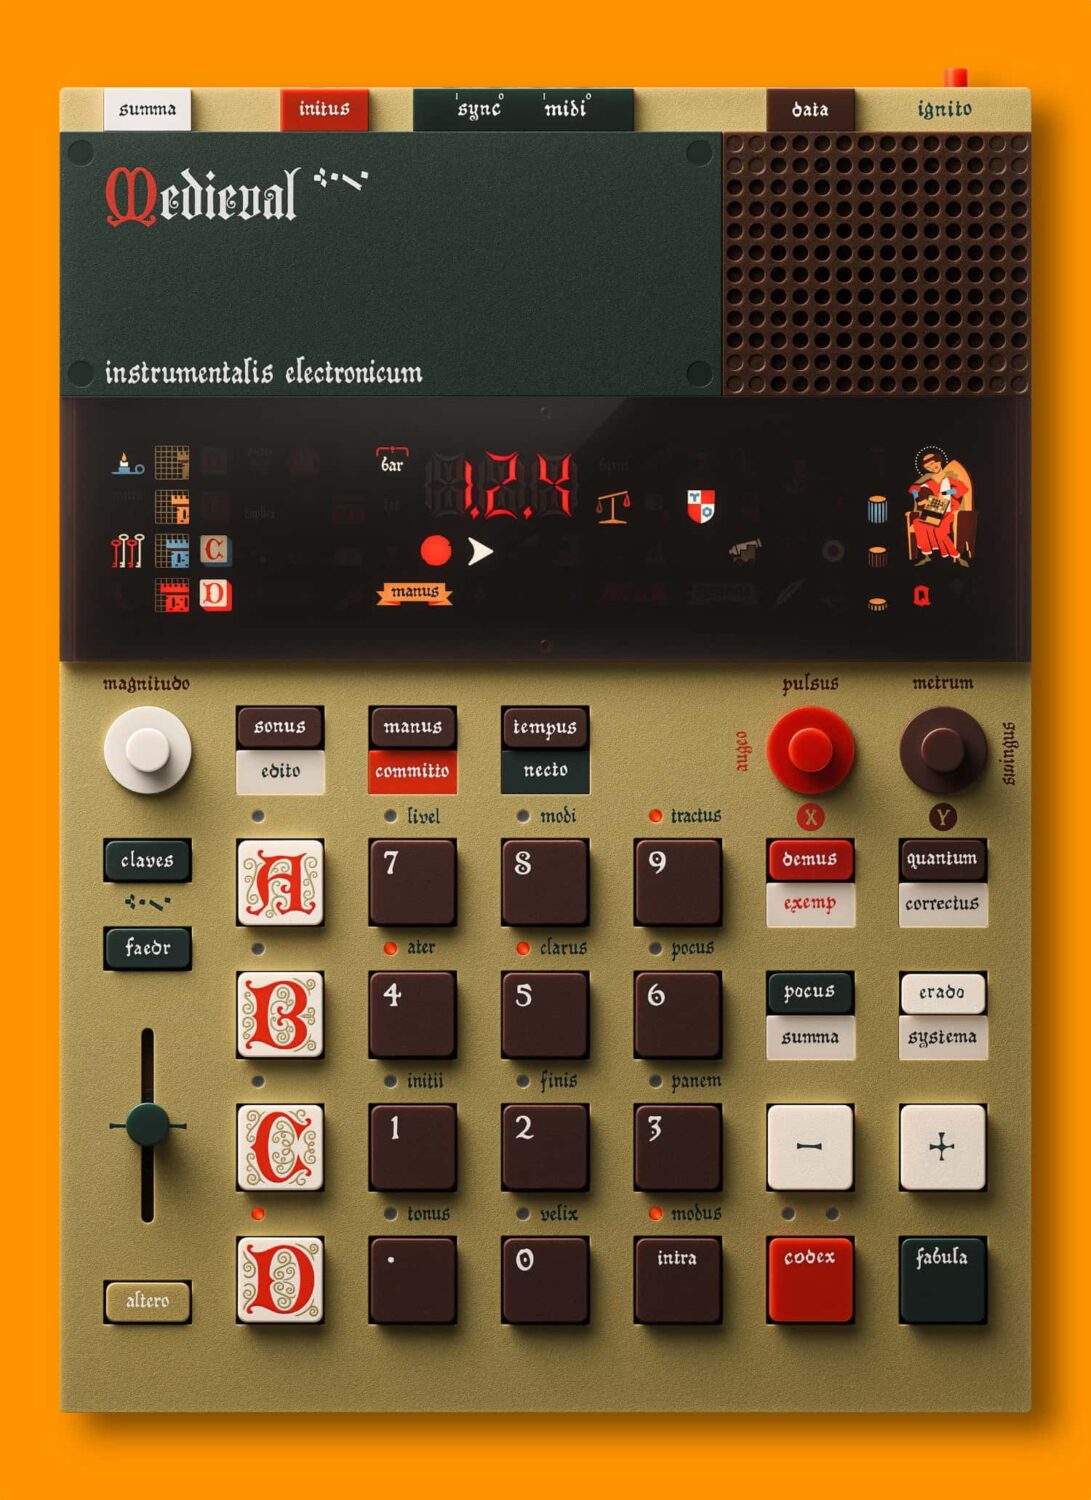 summa
initus
sync midi
data
ignito
Medieval
instrumentalis electronicum
bar
1.2.4
C
manus
D
magnitudo
pulsus
metrum
sonus
manus
tempus
augeo
swingus
edito
committo
necto
livel
modi
tractus
X
Y
claves
A
7
8
9
demus
quantum
exemp
correctus
faedr
ater
clarus
pocus
B
4
5
6
pocus
erado
summa
systema
initii
finis
panem
C
1
2
3
-
+
tonus
velix
modus
altero
D
.
0
intra
codex
fabula